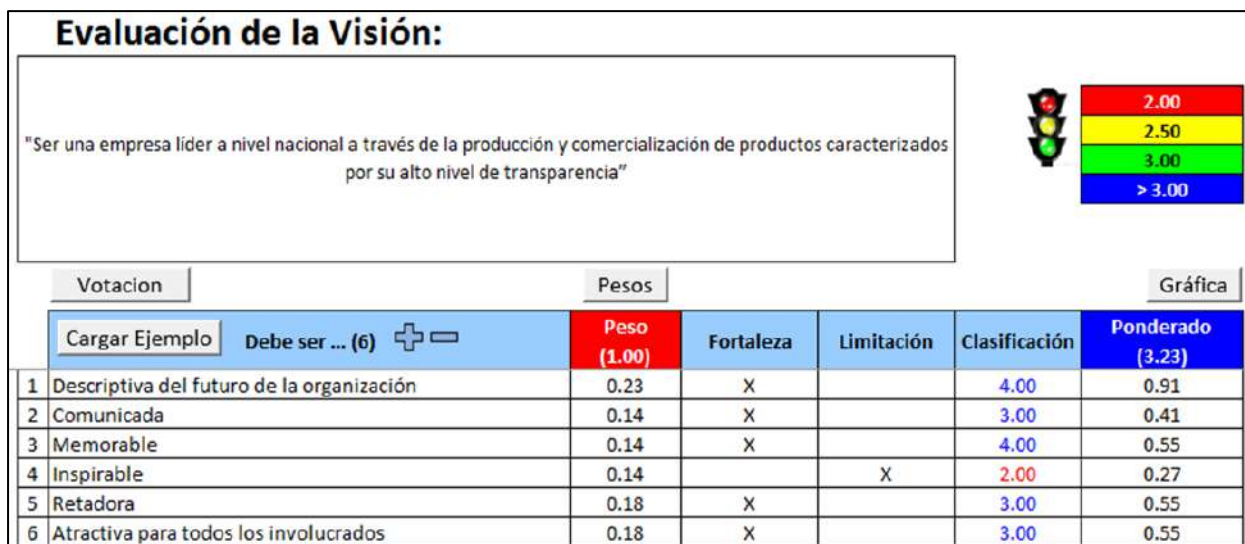 Evaluación de la Visión:
"Ser una empresa líder a nivel nacional a través de la producción y comercialización de productos caracterizados
por su alto nivel de transparencia”
2.00
2.50
3.00
> 3.00
Votacion Pesos Gráfica
Cargar Ejemplo Debe ser ... (6) Peso (1.00) Fortaleza Limitación Clasificación Ponderado (3.23)
1 Descriptiva del futuro de la organización 0.23 X 4.00 0.91
2 Comunicada 0.14 X 3.00 0.41
3 Memorable 0.14 X 4.00 0.55
4 Inspirable 0.14 X 2.00 0.27
5 Retadora 0.18 X 3.00 0.55
6 Atractiva para todos los involucrados 0.18 X 3.00 0.55